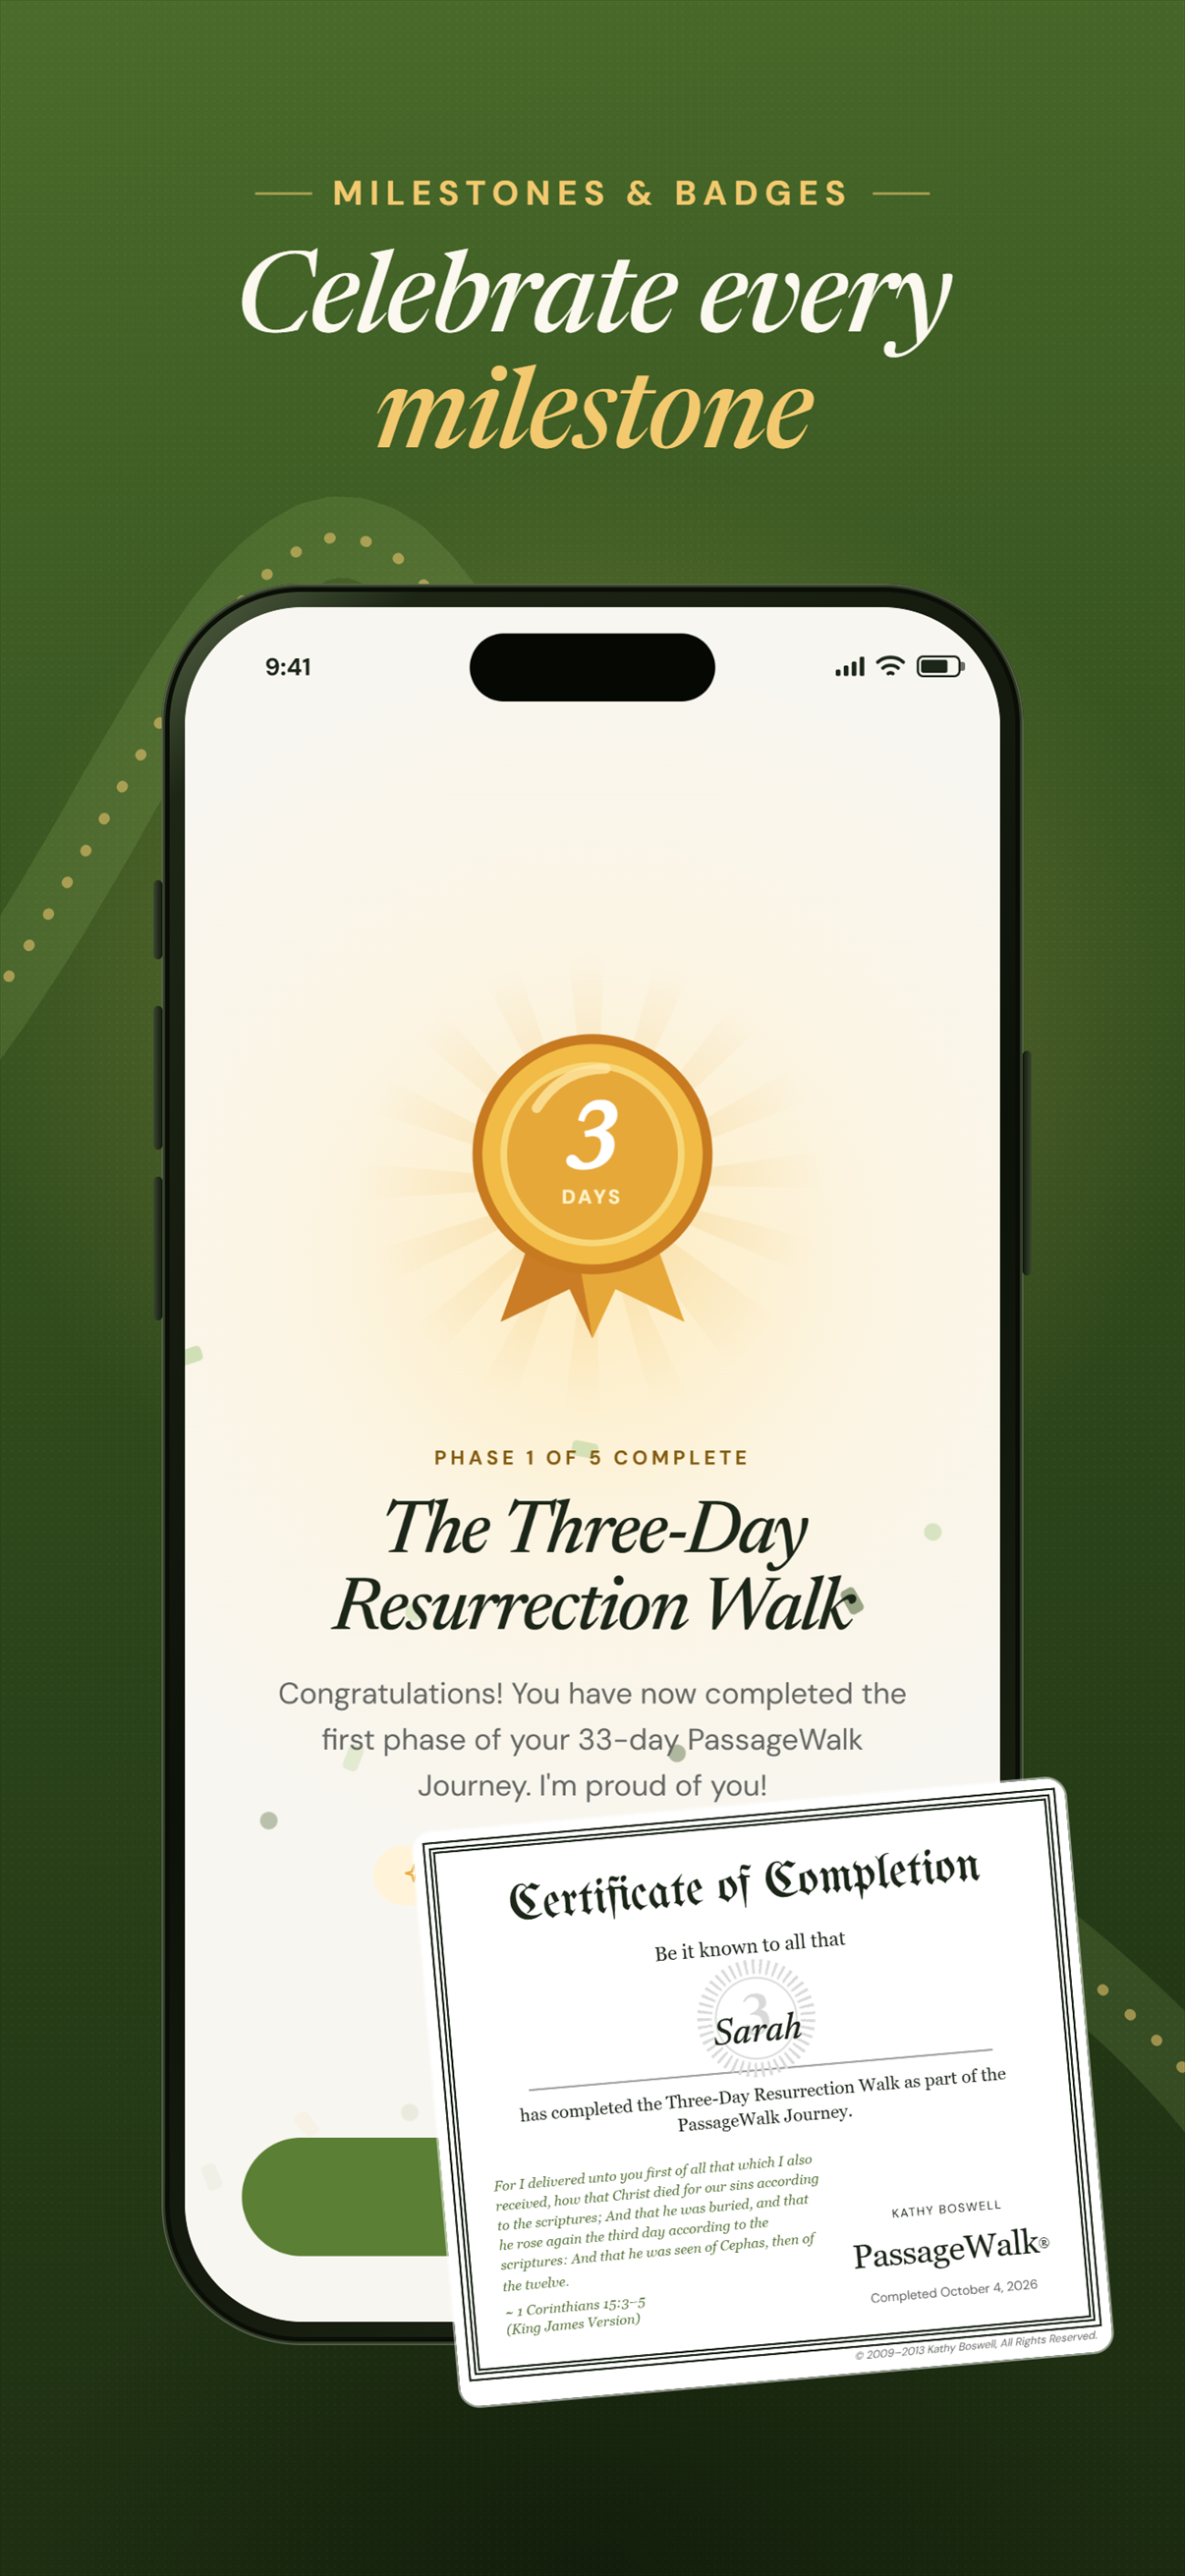 MILESTONES & BADGES
Celebrate every
milestone
9:41
3
DAYS
PHASE 1 OF 5 COMPLETE
The Three-Day
Resurrection Walk
Congratulations! You have now completed the
first phase of your 33-day PassageWalk
Journey. I'm proud of you!
Certificate of Completion
Be it known to all that
3
Sarah
has completed the Three-Day Resurrection Walk as part of the
PassageWalk Journey.
For I delivered unto you first of all that which I also
received, how that Christ died for our sins according
to the scriptures; And that he was buried, and that
he rose again the third day according to the
scriptures: And that he was seen of Cephas, then of
the twelve.
~ 1 Corinthians 15:3–5
(King James Version)
KATHY BOSWELL
PassageWalk®
Completed October 4, 2026
© 2009–2013 Kathy Boswell, All Rights Reserved.